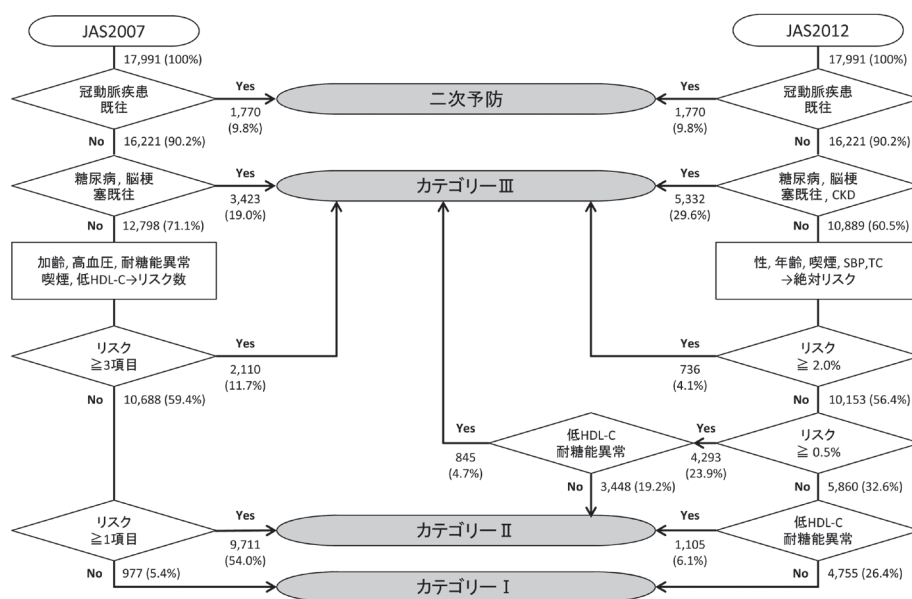 JAS2007
JAS2012
17,991 (100%)
17,991 (100%)
冠動脈疾患
既往
Yes
1,770
(9.8%)
二次予防
Yes
1,770
(9.8%)
冠動脈疾患
既往
No
16,221 (90.2%)
No
16,221 (90.2%)
糖尿病, 脳梗
塞既往
Yes
3,423
(19.0%)
カテゴリーⅢ
Yes
5,332
(29.6%)
糖尿病, 脳梗
塞既往, CKD
No
12,798 (71.1%)
No
10,889 (60.5%)
加齢, 高血圧, 耐糖能異常
喫煙, 低HDL-C→リスク数
性, 年齢, 喫煙, SBP,TC
→絶対リスク
リスク
≧3項目
Yes
2,110
(11.7%)
Yes
736
(4.1%)
リスク
≧ 2.0%
No
10,688 (59.4%)
No
10,153 (56.4%)
Yes
845
(4.7%)
低HDL-C
耐糖能異常
Yes
4,293
(23.9%)
リスク
≧ 0.5%
No
3,448 (19.2%)
No
5,860 (32.6%)
リスク
≧1項目
Yes
9,711
(54.0%)
カテゴリーⅡ
Yes
1,105
(6.1%)
低HDL-C
耐糖能異常
No
977 (5.4%)
カテゴリーⅠ
No
4,755 (26.4%)